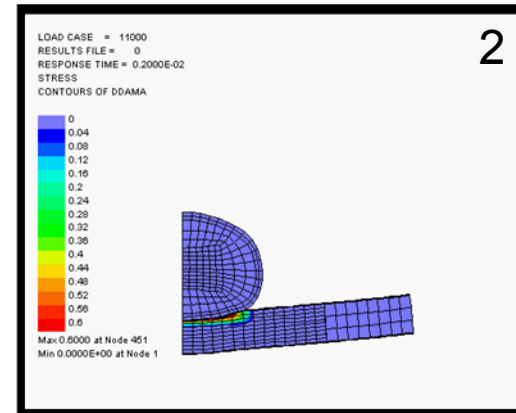 2
LOAD CASE = 11000
RESULTS FILE = 0
RESPONSE TIME = 0.2000E-02
STRESS
CONTOURS OF DDAMA
0
0.04
0.08
0.12
0.16
0.2
0.24
0.28
0.32
0.36
0.4
0.44
0.48
0.52
0.56
0.6
Max 0.6000 at Node 451
Min 0.0000E+00 at Node 1